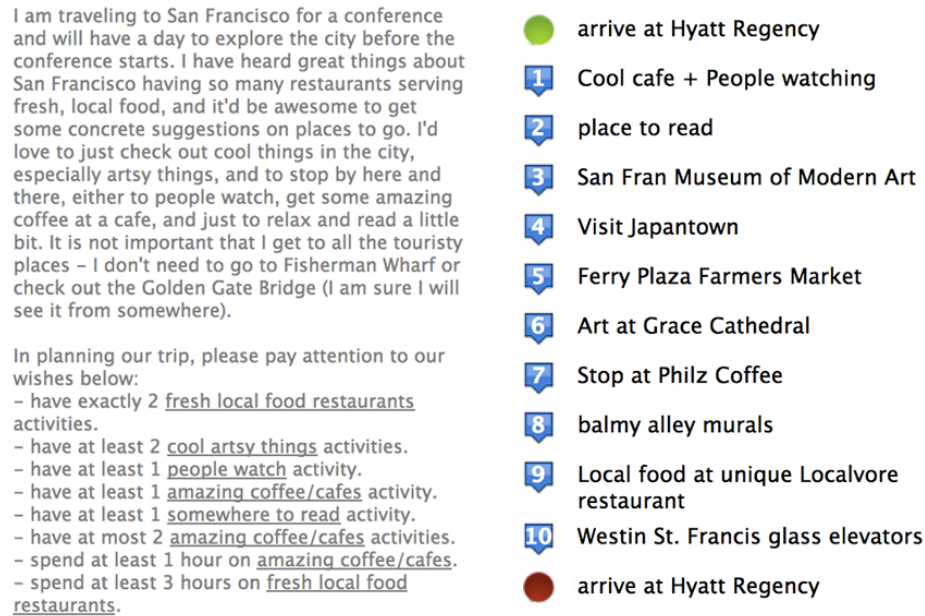 I am traveling to San Francisco for a conference
and will have a day to explore the city before the
conference starts. I have heard great things about
San Francisco having so many restaurants serving
fresh, local food, and it'd be awesome to get
some concrete suggestions on places to go. I'd
love to just check out cool things in the city,
especially artsy things, and to stop by here and
there, either to people watch, get some amazing
coffee at a cafe, and just to relax and read a little
bit. It is not important that I get to all the touristy
places – I don't need to go to Fisherman Wharf or
check out the Golden Gate Bridge (I am sure I will
see it from somewhere).
In planning our trip, please pay attention to our
wishes below:
– have exactly 2 fresh local food restaurants
activities.
– have at least 2 cool artsy things activities.
– have at least 1 people watch activity.
– have at least 1 amazing coffee/cafes activity.
– have at least 1 somewhere to read activity.
– have at most 2 amazing coffee/cafes activities.
– spend at least 1 hour on amazing coffee/cafes.
– spend at least 3 hours on fresh local food
restaurants.
arrive at Hyatt Regency
1 Cool cafe + People watching
2 place to read
3 San Fran Museum of Modern Art
4 Visit Japantown
5 Ferry Plaza Farmers Market
6 Art at Grace Cathedral
7 Stop at Philz Coffee
8 balmy alley murals
9 Local food at unique Localvore
restaurant
10 Westin St. Francis glass elevators
arrive at Hyatt Regency